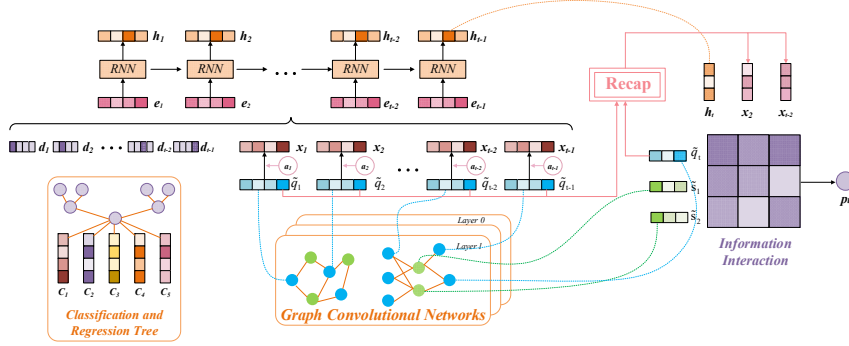 h1 h2 ht-2 ht-1
RNN RNN ... RNN RNN
e1 e2 et-2 et-1
Recap
ht x2 xt-2
d1 d2 ... dt-2 dt-1
x1 x2 xt-2 xt-1
a1 a2 ... at-2 at-1
q̃1 q̃2 q̃t-2 q̃t-1
q̃t
s̃1
s̃2
Information
Interaction
Layer 0
Layer 1
Graph Convolutional Networks
C1 C2 C3 C4 C5
Classification and
Regression Tree